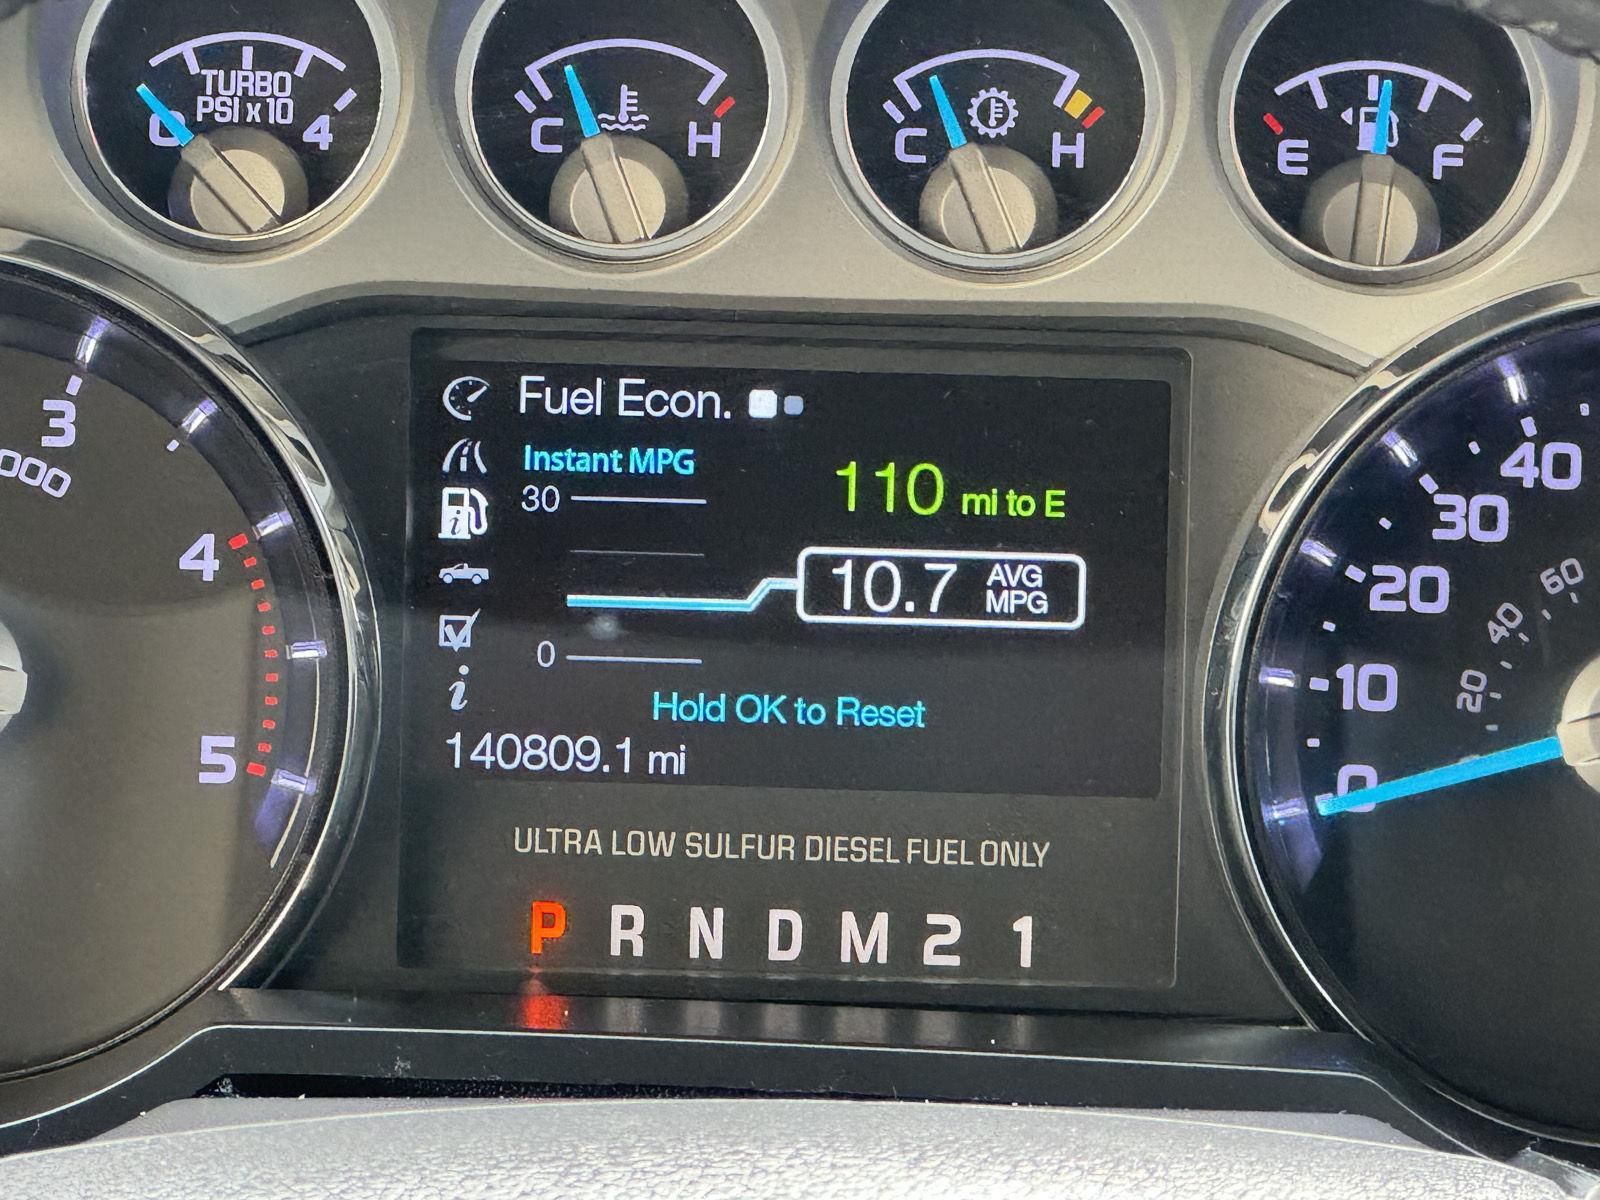 TURBO
PSI x 10
0
4
C
H
C
H
E
F
3
000
4
5
Fuel Econ.
Instant MPG
30
110 mi to E
10.7 AVG MPG
0
Hold OK to Reset
i
140809.1 mi
ULTRA LOW SULFUR DIESEL FUEL ONLY
P R N D M 2 1
40
30
20
10
0
60
40
20